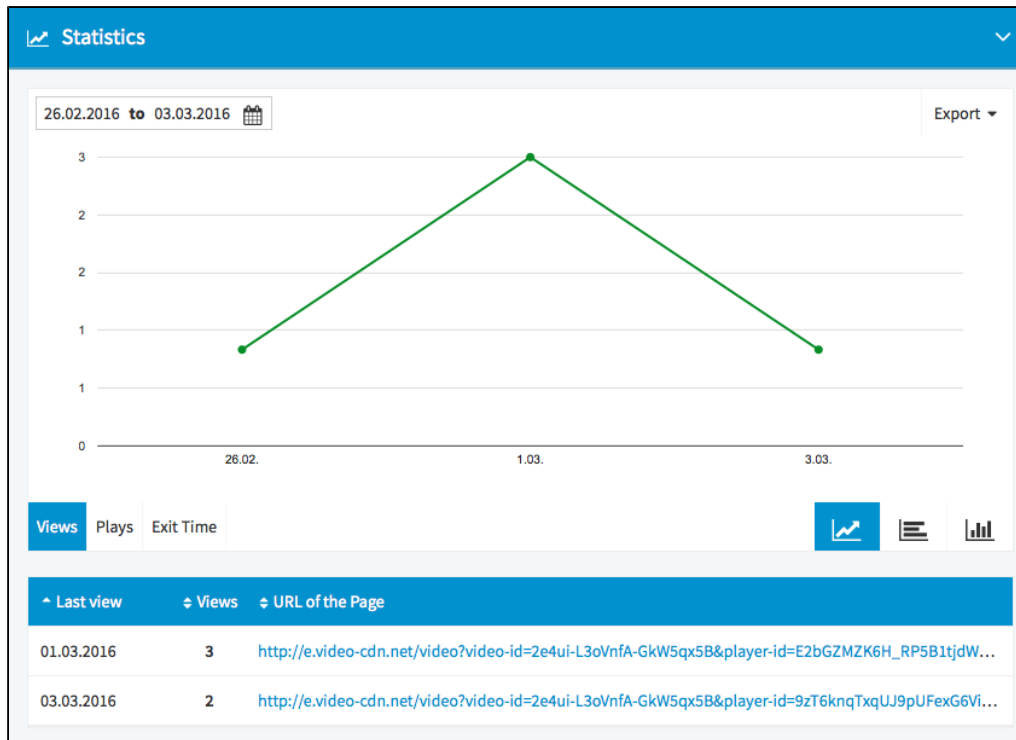 Statistics
26.02.2016 to 03.03.2016
Export
3
2
2
1
1
0
26.02. 1.03. 3.03.
Views Plays Exit Time
Last view Views URL of the Page
01.03.2016 3 http://e.video-cdn.net/video?video-id=2e4ui-L3oVnfA-GkW5qx5B&player-id=E2bGZMZK6H_RP5B1tjdW...
03.03.2016 2 http://e.video-cdn.net/video?video-id=2e4ui-L3oVnfA-GkW5qx5B&player-id=9zT6knqTxqUJ9pUFexG6Vi...